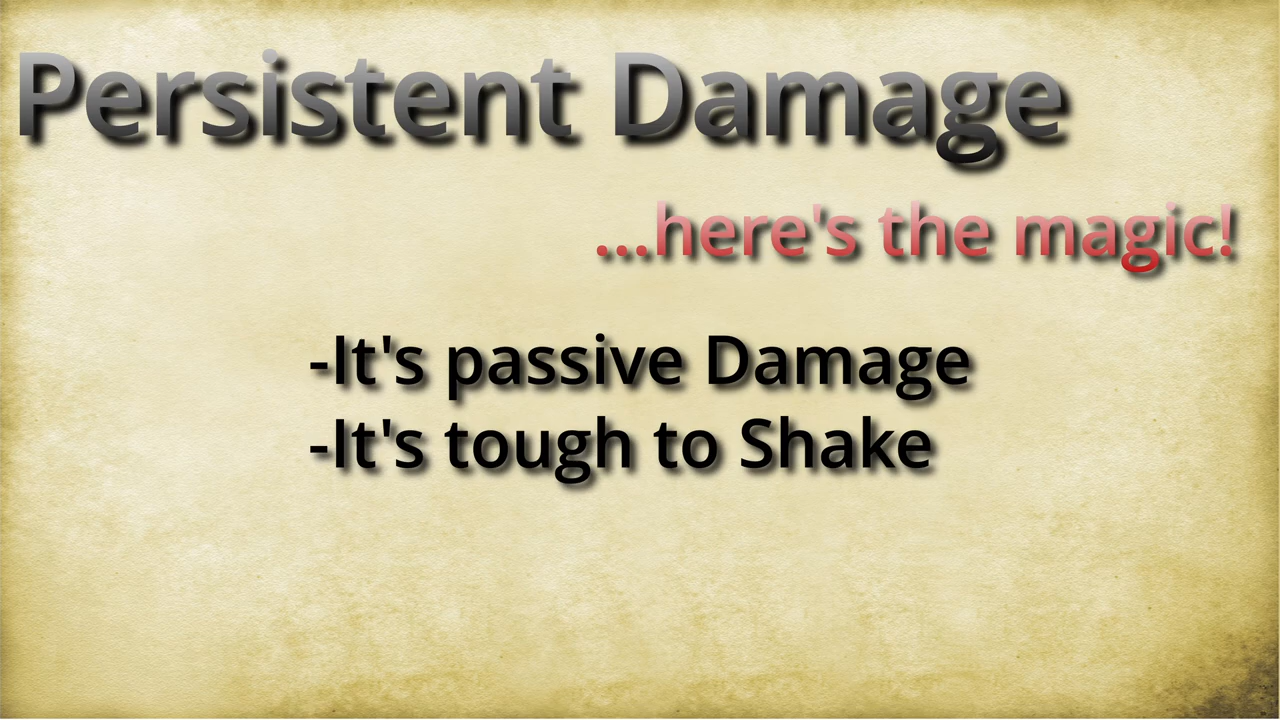 Persistent Damage
...here's the magic!
-It's passive Damage
-It's tough to Shake